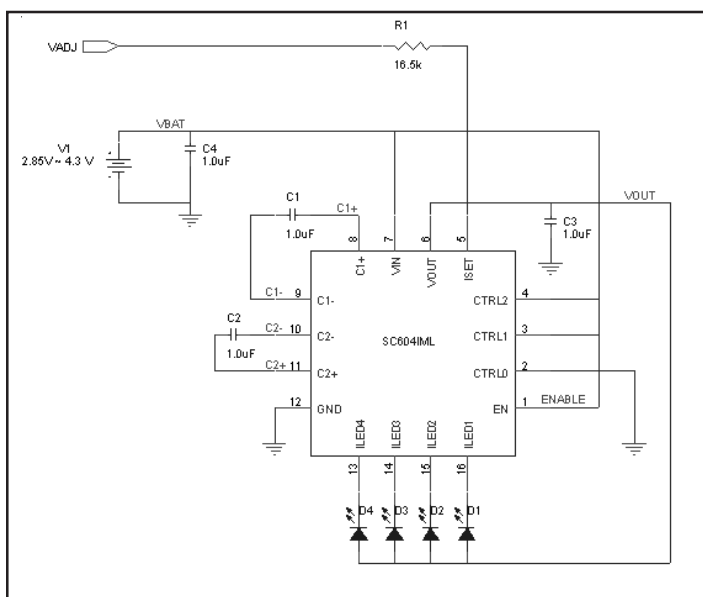 R1
VADJ
16.5k
VBAT
V1
2.85V ~ 4.3 V
C4
1.0uF
C1
C1+
1.0uF
VOUT
C3
1.0uF
8
7
6
5
C1+
VIN
VOUT
ISET
C1-
9
C1-
CTRL2
4
C2
C2-
10
C2-
SC604IML
CTRL1
3
1.0uF
C2+
11
C2+
CTRL0
2
12
GND
EN
1
ENABLE
ILED4
ILED3
ILED2
ILED1
13
14
15
16
D4
D3
D2
D1